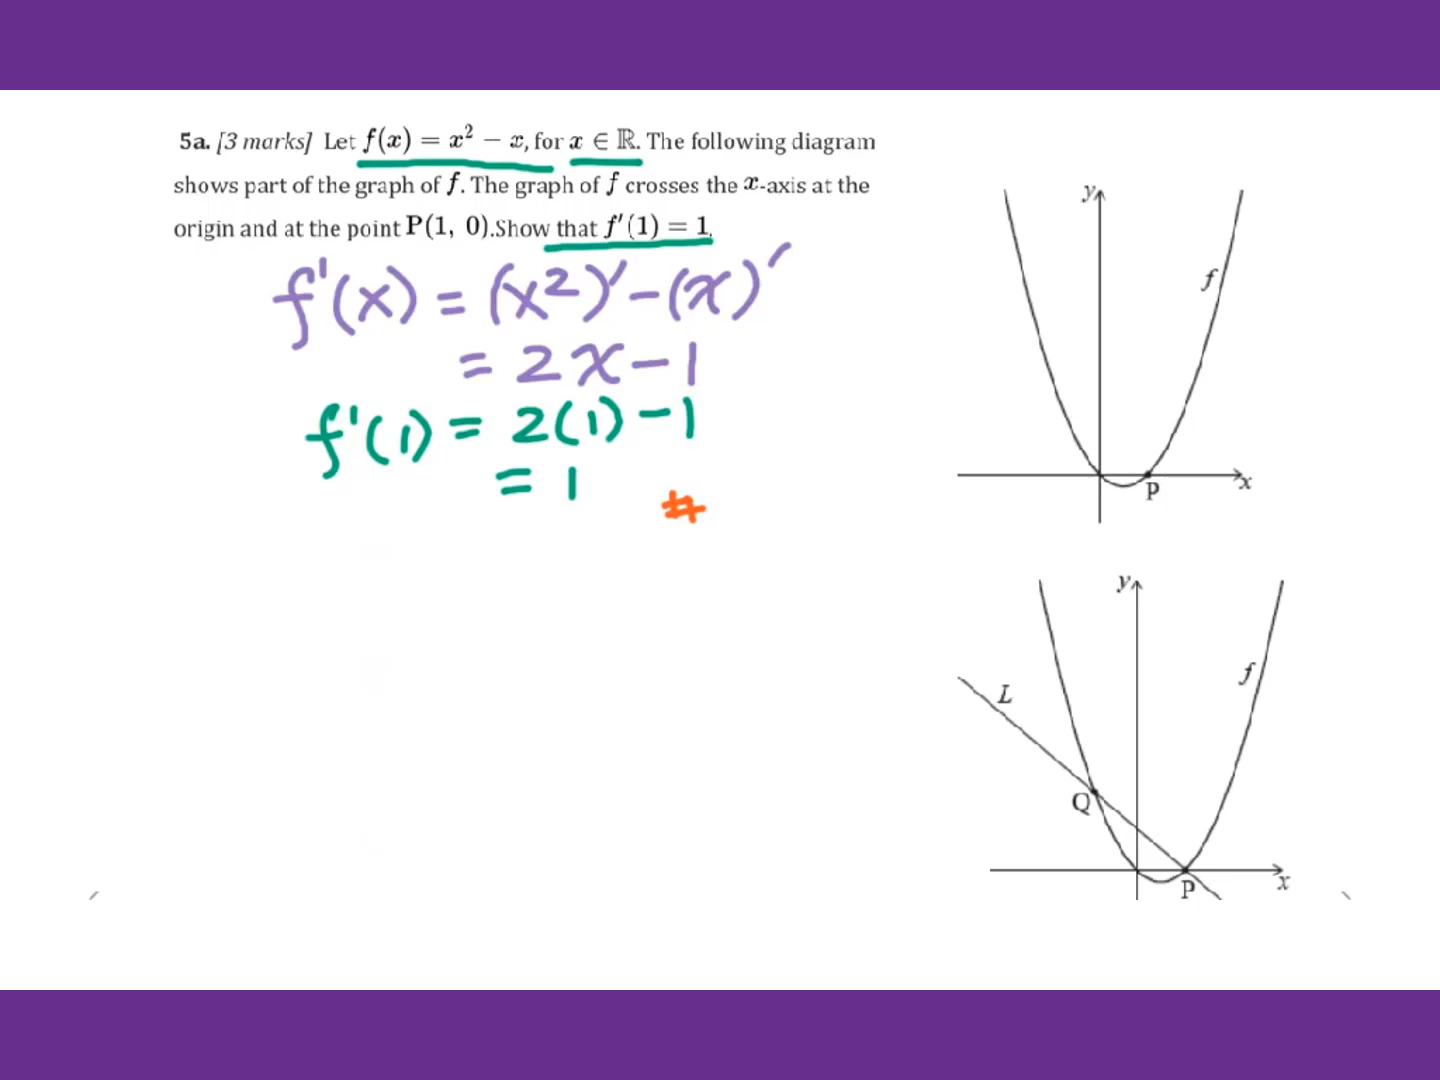 5a. [3 marks] Let f(x) = x² − x, for x ∈ ℝ. The following diagram
shows part of the graph of f. The graph of f crosses the x-axis at the
origin and at the point P(1, 0).Show that f′(1) = 1.
f'(x) = (x²)′ − (x)′
= 2x − 1
f'(1) = 2(1) − 1
= 1
#
y
f
P
x
y
f
L
Q
P
x